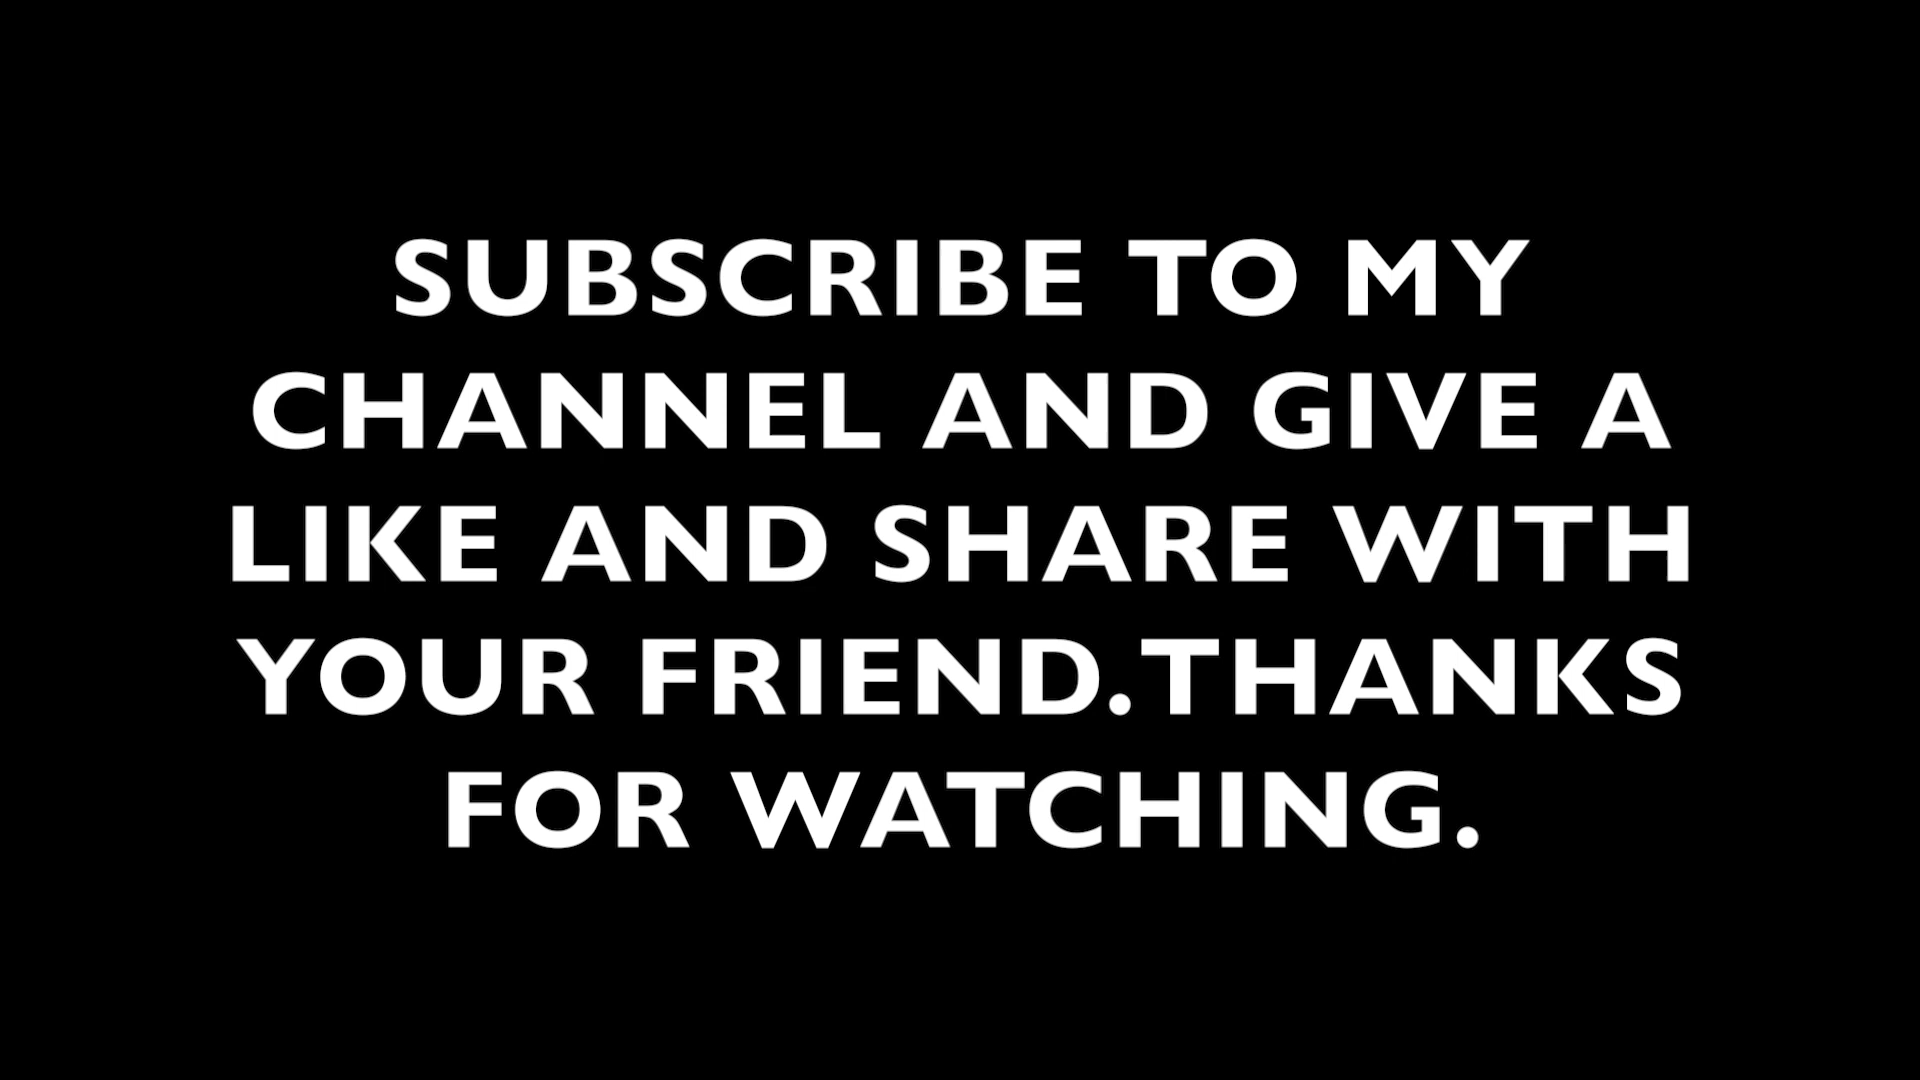 SUBSCRIBE TO MY
CHANNEL AND GIVE A
LIKE AND SHARE WITH
YOUR FRIEND.THANKS
FOR WATCHING.